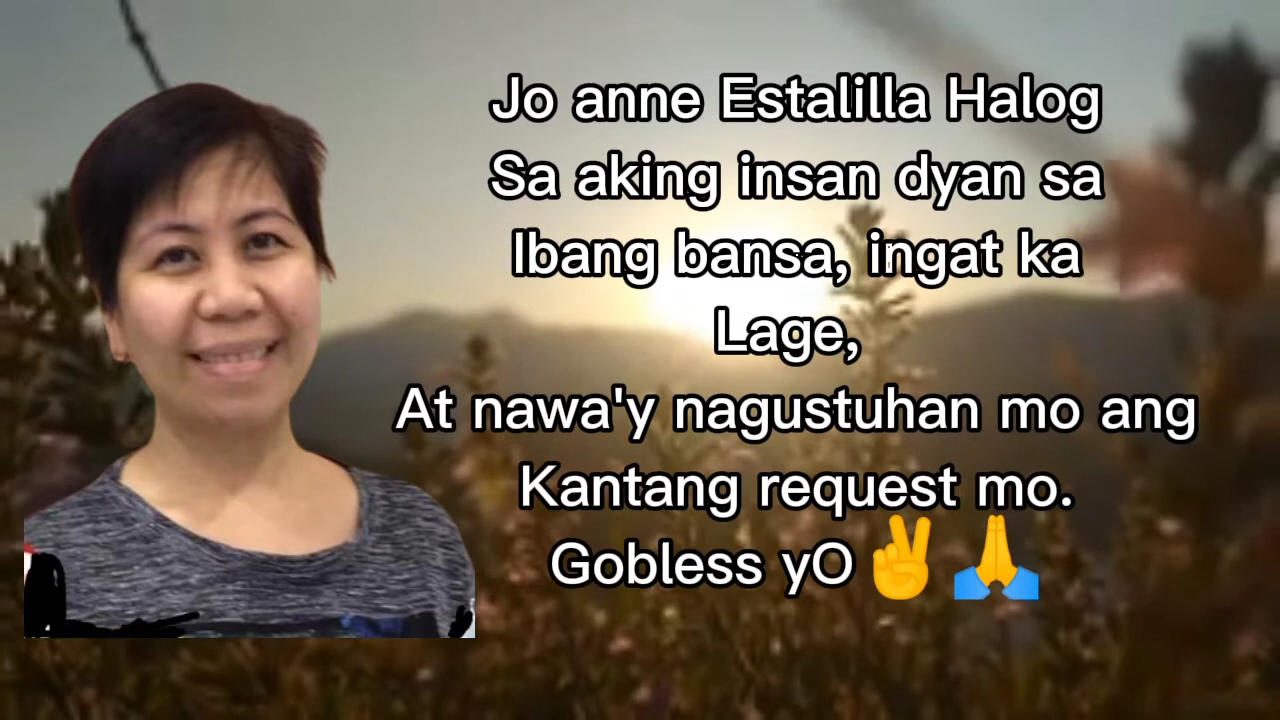 Jo anne Estalilla Halog
Sa aking insan dyan sa
Ibang bansa, ingat ka
Lage,
At nawa'y nagustuhan mo ang
Kantang request mo.
Gobless yO ✌️🙏